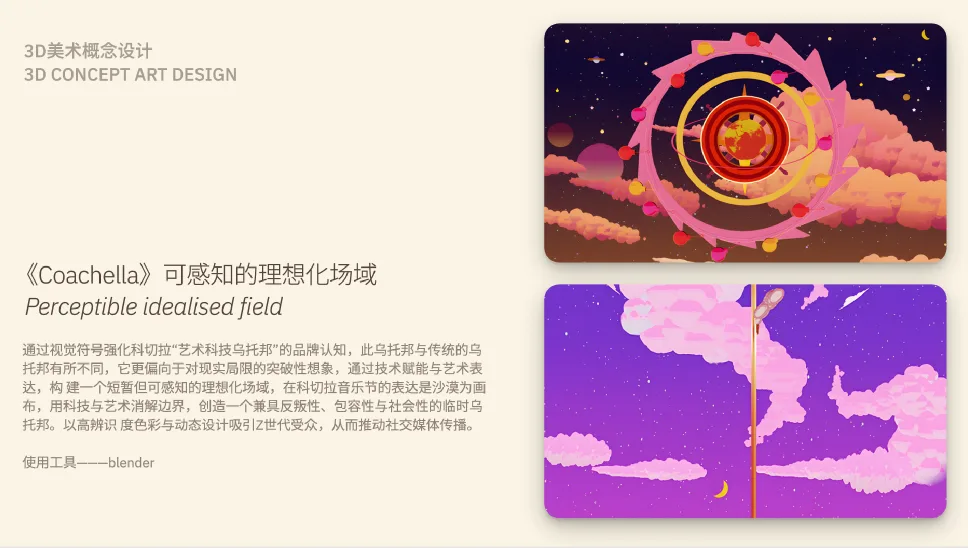 3D美术概念设计
3D CONCEPT ART DESIGN
《Coachella》可感知的理想化场域
Perceptible idealised field
通过视觉符号强化科切拉“艺术科技乌托邦”的品牌认知，此乌托邦与传统的乌
托邦有所不同，它更偏向于对现实局限的突破性想象，通过技术赋能与艺术表
达，构 建一个短暂但可感知的理想化场域，在科切拉音乐节的表达是沙漠为画
布，用科技与艺术消解边界，创造一个兼具反叛性、包容性与社会性的临时乌
托邦。以高辨识 度色彩与动态设计吸引Z世代受众，从而推动社交媒体传播。
使用工具———blender